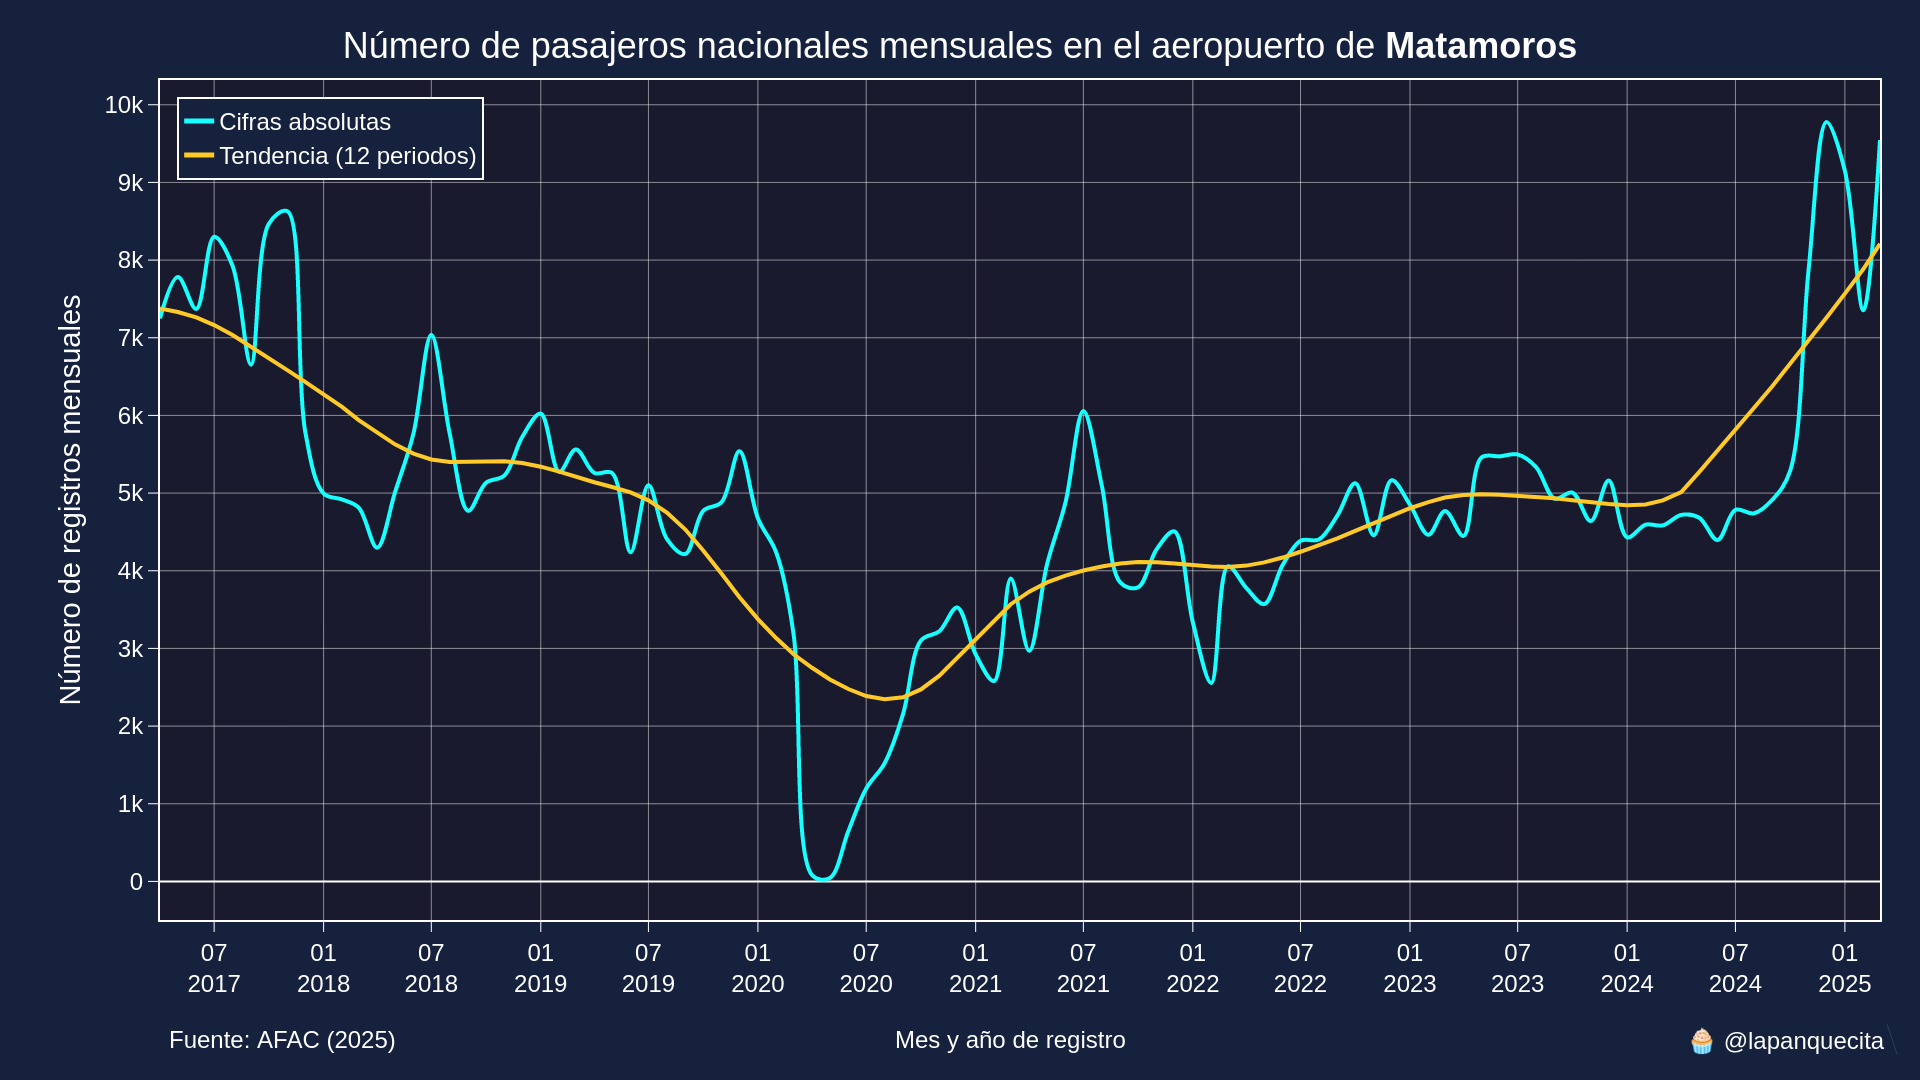 Número de pasajeros nacionales mensuales en el aeropuerto de Matamoros
Cifras absolutas
Tendencia (12 periodos)
Número de registros mensuales
10k
9k
8k
7k
6k
5k
4k
3k
2k
1k
0
07 01 07 01 07 01 07 01 07 01 07 01 07 01 07 01
2017 2018 2018 2019 2019 2020 2020 2021 2021 2022 2022 2023 2023 2024 2024 2025
Fuente: AFAC (2025)
Mes y año de registro
🧁 @lapanquecita